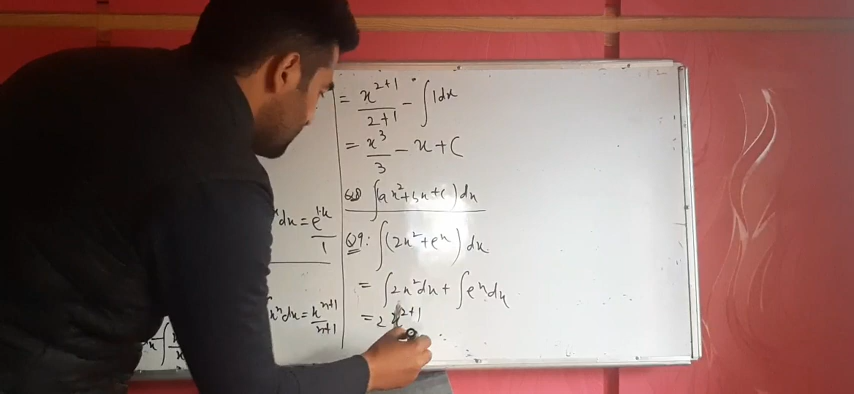 = x^{2+1}/2+1 - ∫1dx
= x^3/3 - x + C
Q8 ∫(ax^2+bx+c)dx
Q9: ∫(2x^2+e^x)dx
= ∫2x^2dx + ∫e^xdx
= 2x^{2+1}
dx = e^{1·x}/1
x^n dx = x^{n+1}/n+1